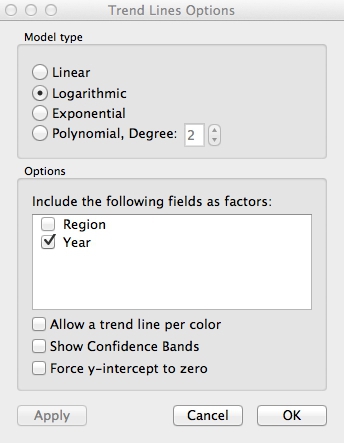 Trend Lines Options
Model type
Linear
Logarithmic
Exponential
Polynomial, Degree: 2
Options
Include the following fields as factors:
Region
Year
Allow a trend line per color
Show Confidence Bands
Force y-intercept to zero
Apply Cancel OK